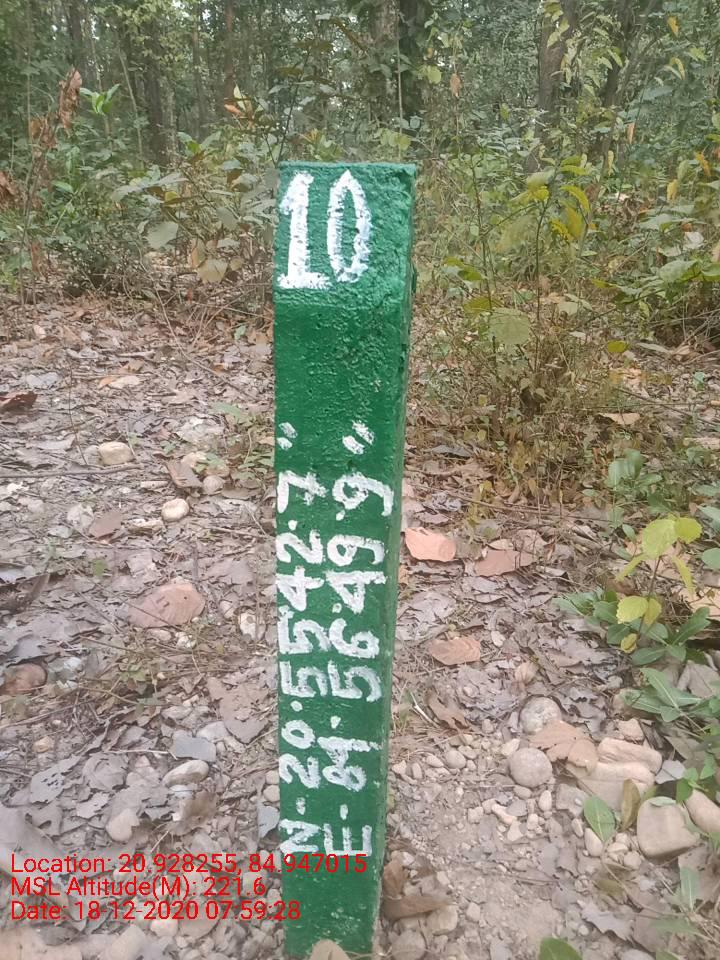 10
N-20.55'42.7"
E-84.56'49.9"
Location: 20.928255, 84.947015
MSL Altitude(M): 221.6
Date: 18-12-2020 07:59:28